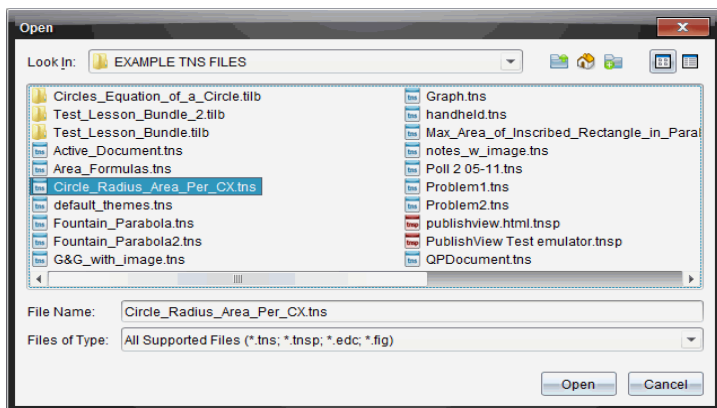 Open
Look In: EXAMPLE TNS FILES
Circles_Equation_of_a_Circle.tilb
Test_Lesson_Bundle_2.tilb
Test_Lesson_Bundle.tilb
Active_Document.tns
Area_Formulas.tns
Circle_Radius_Area_Per_CX.tns
default_themes.tns
Fountain_Parabola.tns
Fountain_Parabola2.tns
G&G_with_image.tns
Graph.tns
handheld.tns
Max_Area_of_Inscribed_Rectangle_in_Para
notes_w_image.tns
Poll 2 05-11.tns
Problem1.tns
Problem2.tns
publishview.html.tnsp
PublishView Test emulator.tnsp
QPDocument.tns
File Name: Circle_Radius_Area_Per_CX.tns
Files of Type: All Supported Files (*.tns; *.tnsp; *.edc; *.fig)
Open Cancel